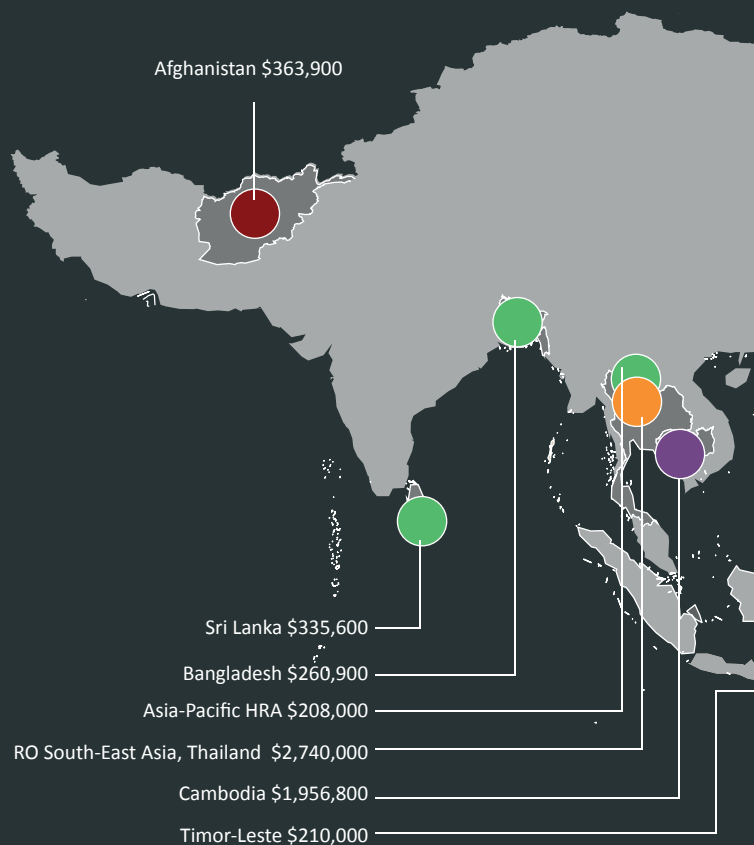 Afghanistan $363,900
Sri Lanka $335,600
Bangladesh $260,900
Asia-Pacific HRA $208,000
RO South-East Asia, Thailand $2,740,000
Cambodia $1,956,800
Timor-Leste $210,000